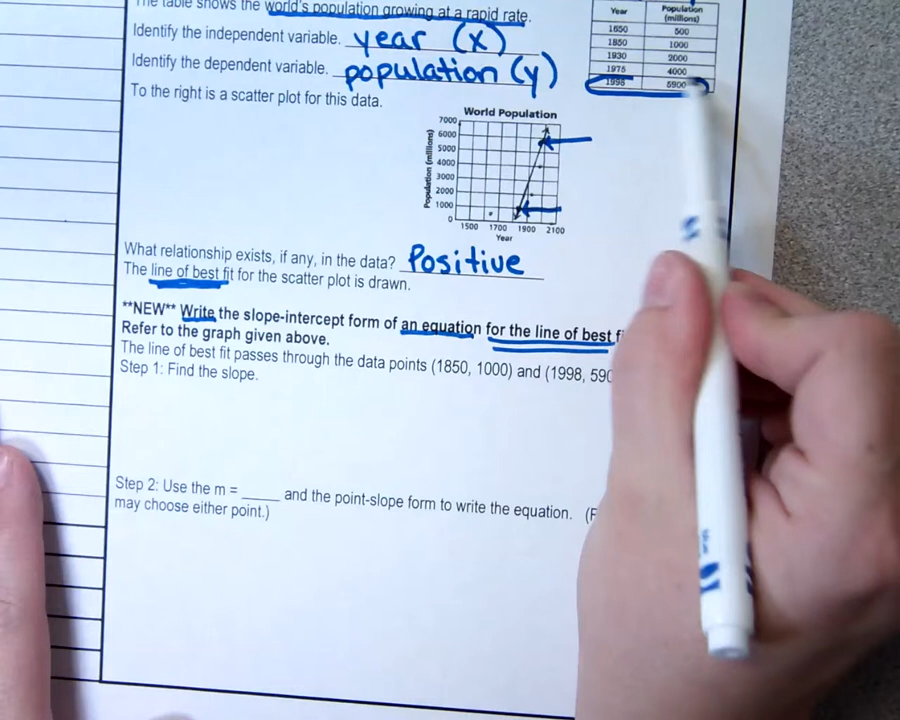 The table shows the world's population growing at a rapid rate.
Identify the independent variable. year (x)
Identify the dependent variable. population (y)
To the right is a scatter plot for this data.
Year Population (millions)
1650 500
1850 1000
1930 2000
1975 4000
1998 5900
World Population
Population (millions)
7000
6000
5000
4000
3000
2000
1000
0
1500 1700 1900 2100
Year
What relationship exists, if any, in the data? Positive
The line of best fit for the scatter plot is drawn.
**NEW** Write the slope-intercept form of an equation for the line of best
Refer to the graph given above.
The line of best fit passes through the data points (1850, 1000) and (1998, 590
Step 1: Find the slope.
Step 2: Use the m = _____ and the point-slope form to write the equation.
may choose either point.)